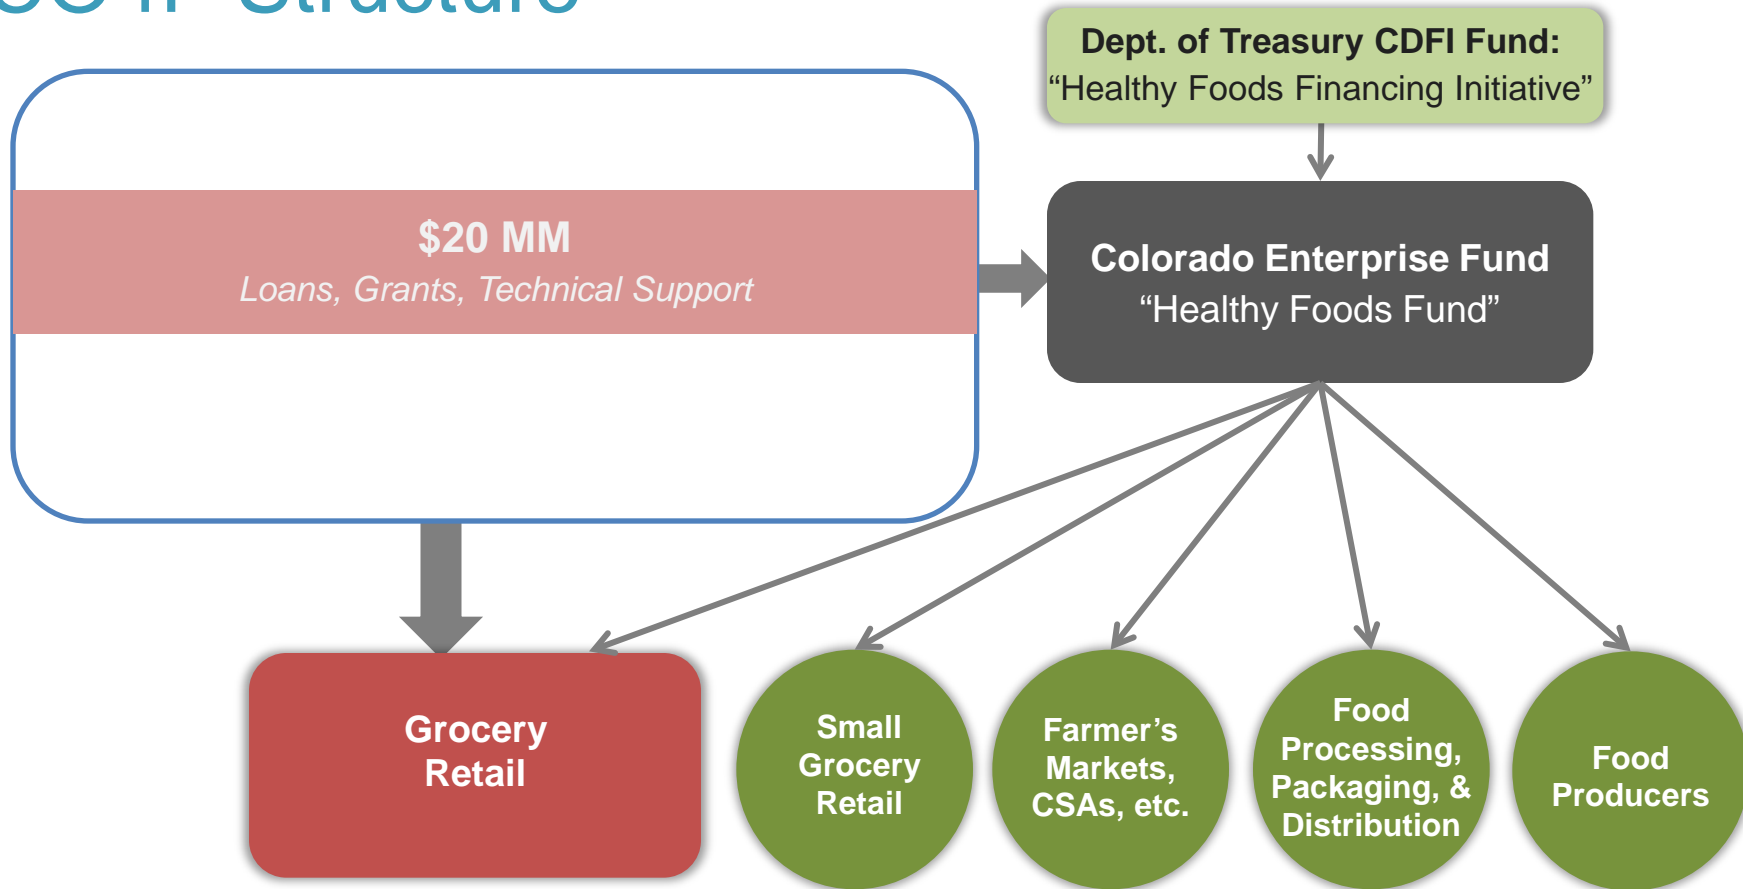 Structure
Dept. of Treasury CDFI Fund:
“Healthy Foods Financing Initiative”
$20 MM
Loans, Grants, Technical Support
Colorado Enterprise Fund
“Healthy Foods Fund”
Grocery
Retail
Small
Grocery
Retail
Farmer’s
Markets,
CSAs, etc.
Food
Processing,
Packaging, &
Distribution
Food
Producers